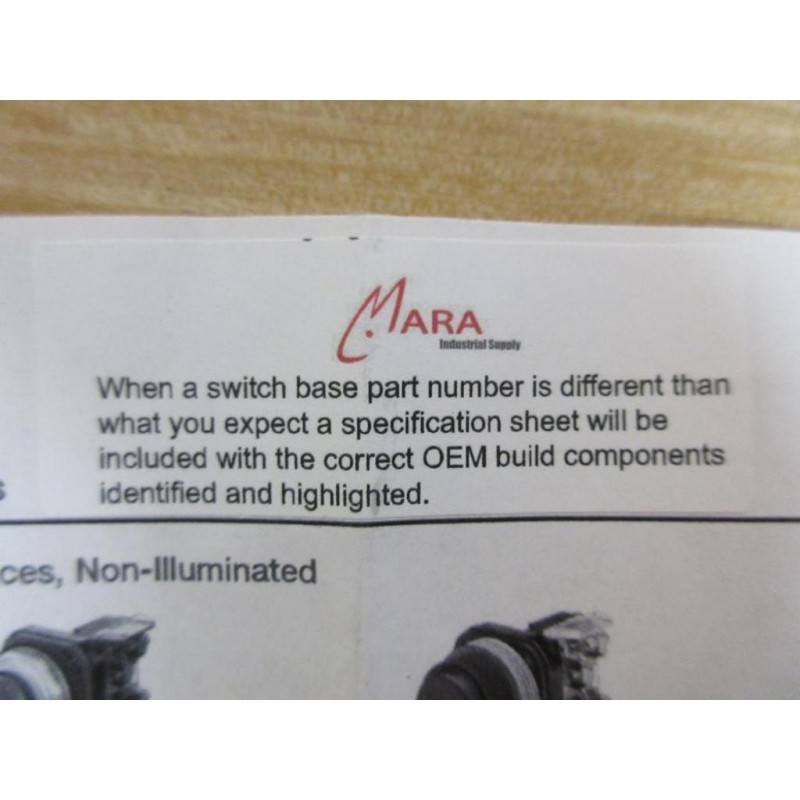 MARA
Industrial Supply
When a switch base part number is different than
what you expect a specification sheet will be
included with the correct OEM build components
identified and highlighted.
s
ces, Non-Illuminated